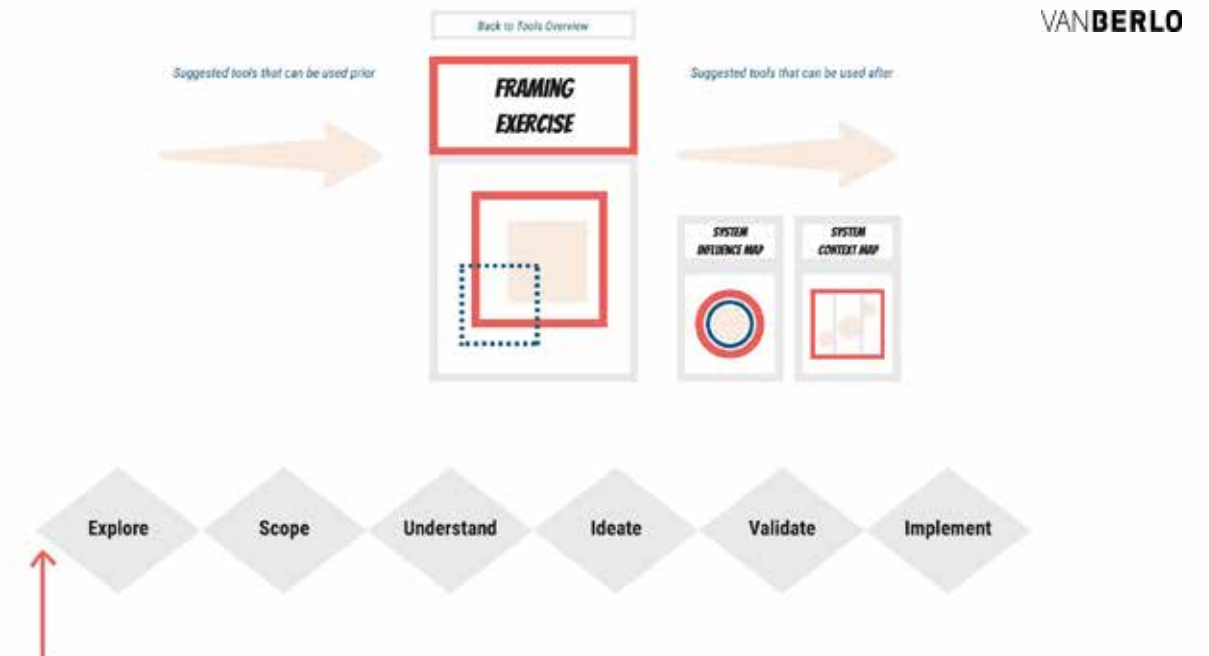 Back to Tools Overview
VANBERLO
Suggested tools that can be used prior
Suggested tools that can be used after
FRAMING
EXERCISE
SYSTEM
INFLUENCE MAP
SYSTEM
CONTEXT MAP
Explore
Scope
Understand
Ideate
Validate
Implement